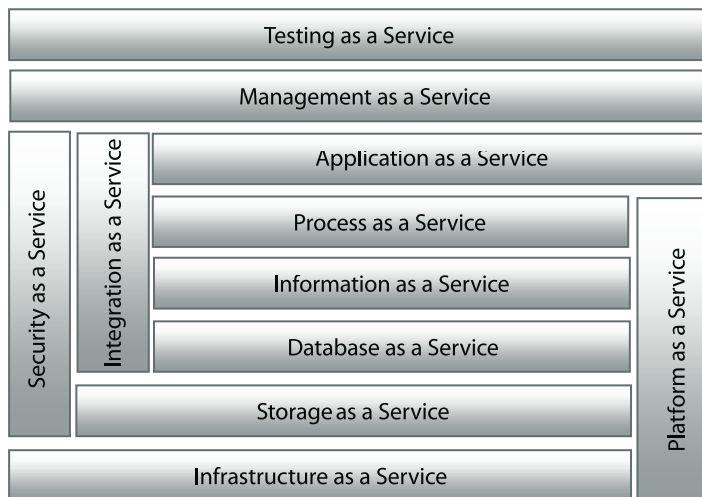 Testing as a Service
Management as a Service
Security as a Service
Integration as a Service
Application as a Service
Process as a Service
Information as a Service
Database as a Service
Storage as a Service
Platform as a Service
Infrastructure as a Service